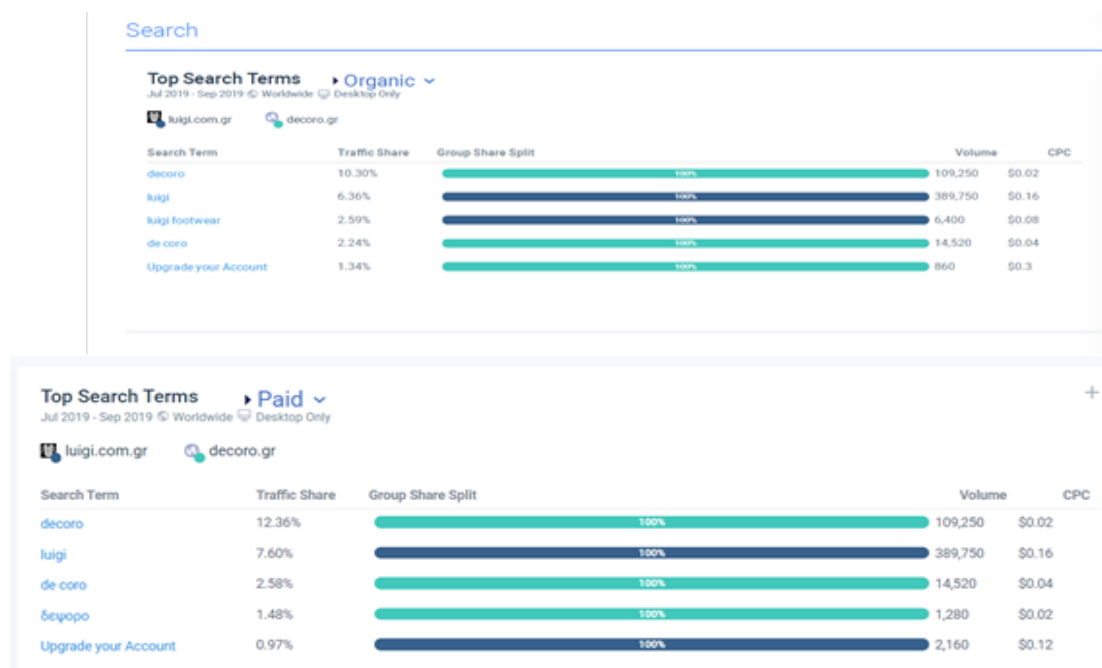 Search
Top Search Terms Organic
Jul 2019 - Sep 2019 Worldwide Desktop Only
luigi.com.gr decoro.gr
Search Term Traffic Share Group Share Split Volume CPC
decoro 10.30% 100% 109,250 $0.02
luigi 6.36% 100% 389,750 $0.16
luigi footwear 2.59% 100% 6,400 $0.08
de coro 2.24% 100% 14,520 $0.04
Upgrade your Account 1.34% 100% 860 $0.3
Top Search Terms Paid
Jul 2019 - Sep 2019 Worldwide Desktop Only
luigi.com.gr decoro.gr
Search Term Traffic Share Group Share Split Volume CPC
decoro 12.36% 100% 109,250 $0.02
luigi 7.60% 100% 389,750 $0.16
de coro 2.58% 100% 14,520 $0.04
δεψορο 1.48% 100% 1,280 $0.02
Upgrade your Account 0.97% 100% 2,160 $0.12